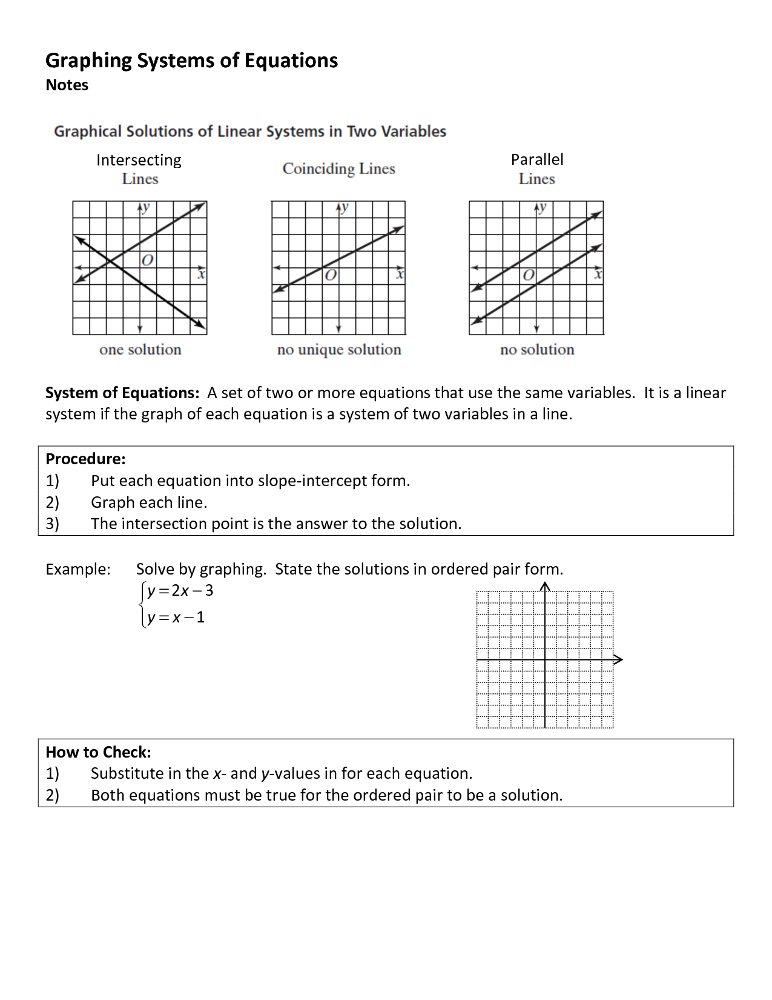 Graphing Systems of Equations
Notes
Graphical Solutions of Linear Systems in Two Variables
Intersecting
Lines
Coinciding Lines
Parallel
Lines
y
O
x
y
O
x
y
O
x
one solution
no unique solution
no solution
System of Equations: A set of two or more equations that use the same variables. It is a linear
system if the graph of each equation is a system of two variables in a line.
Procedure:
1) Put each equation into slope-intercept form.
2) Graph each line.
3) The intersection point is the answer to the solution.
Example: Solve by graphing. State the solutions in ordered pair form.
y = 2x − 3
y = x − 1
How to Check:
1) Substitute in the x- and y-values in for each equation.
2) Both equations must be true for the ordered pair to be a solution.